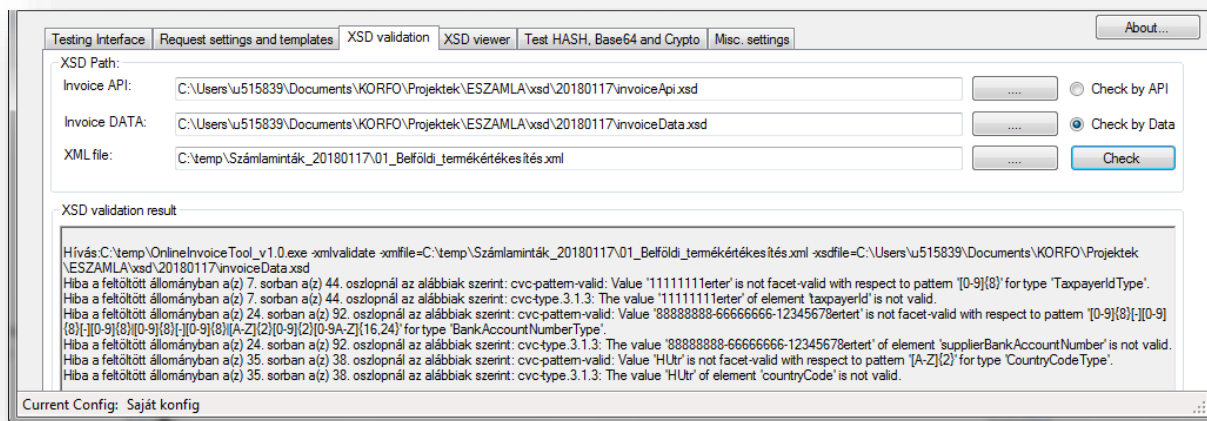 About...
Testing Interface Request settings and templates XSD validation XSD viewer Test HASH, Base64 and Crypto Misc. settings
XSD Path:
Invoice API: C:\Users\u515839\Documents\KORFO\Projektek\ESZAMLA\xsd\20180117\invoiceApi.xsd .... Check by API
Invoice DATA: C:\Users\u515839\Documents\KORFO\Projektek\ESZAMLA\xsd\20180117\invoiceData.xsd .... Check by Data
XML file: C:\temp\Számlaminták_20180117\01_Belföldi_termékértékesítés.xml .... Check
XSD validation result
Hívás:C:\temp\OnlineInvoiceTool_v1.0.exe -xmlvalidate -xmlfile=C:\temp\Számlaminták_20180117\01_Belföldi_termékértékesítés.xml -xsdfile=C:\Users\u515839\Documents\KORFO\Projektek
\ESZAMLA\xsd\20180117\invoiceData.xsd
Hiba a feltöltött állományban a(z) 7. sorban a(z) 44. oszlopnál az alábbiak szerint: cvc-pattern-valid: Value '11111111erter' is not facet-valid with respect to pattern '[0-9]{8}' for type 'TaxpayerIdType'.
Hiba a feltöltött állományban a(z) 7. sorban a(z) 44. oszlopnál az alábbiak szerint: cvc-type.3.1.3: The value '11111111erter' of element 'taxpayerId' is not valid.
Hiba a feltöltött állományban a(z) 24. sorban a(z) 92. oszlopnál az alábbiak szerint: cvc-pattern-valid: Value '88888888-66666666-12345678ertert' is not facet-valid with respect to pattern '[0-9]{8}[-][0-9]
{8}[-][0-9]{8}|[0-9]{8}[-][0-9]{8}|[A-Z]{2}[0-9]{2}[0-9A-Z]{16,24}' for type 'BankAccountNumberType'.
Hiba a feltöltött állományban a(z) 24. sorban a(z) 92. oszlopnál az alábbiak szerint: cvc-type.3.1.3: The value '88888888-66666666-12345678ertert' of element 'supplierBankAccountNumber' is not valid.
Hiba a feltöltött állományban a(z) 35. sorban a(z) 38. oszlopnál az alábbiak szerint: cvc-pattern-valid: Value 'HUtr' is not facet-valid with respect to pattern '[A-Z]{2}' for type 'CountryCodeType'.
Hiba a feltöltött állományban a(z) 35. sorban a(z) 38. oszlopnál az alábbiak szerint: cvc-type.3.1.3: The value 'HUtr' of element 'countryCode' is not valid.
Current Config: Saját konfig